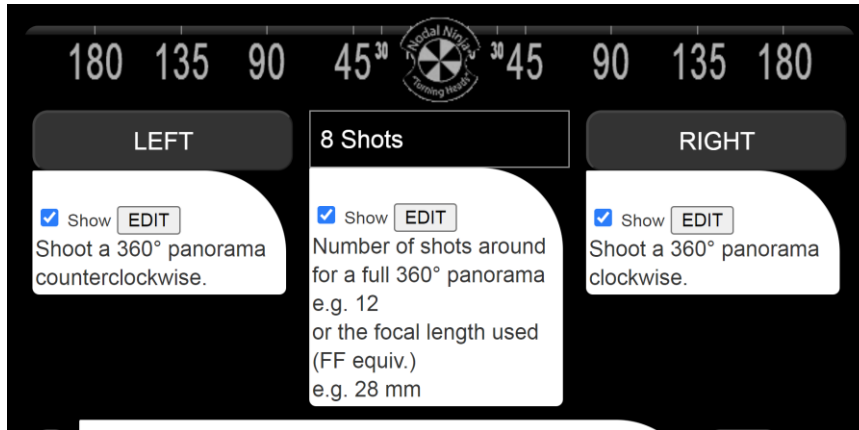 180 135 90 45 30 Nodal Ninja 30 45 90 135 180
Turning Heads
LEFT
8 Shots
RIGHT
Show EDIT
Shoot a 360° panorama
counterclockwise.
Show EDIT
Number of shots around
for a full 360° panorama
e.g. 12
or the focal length used
(FF equiv.)
e.g. 28 mm
Show EDIT
Shoot a 360° panorama
clockwise.